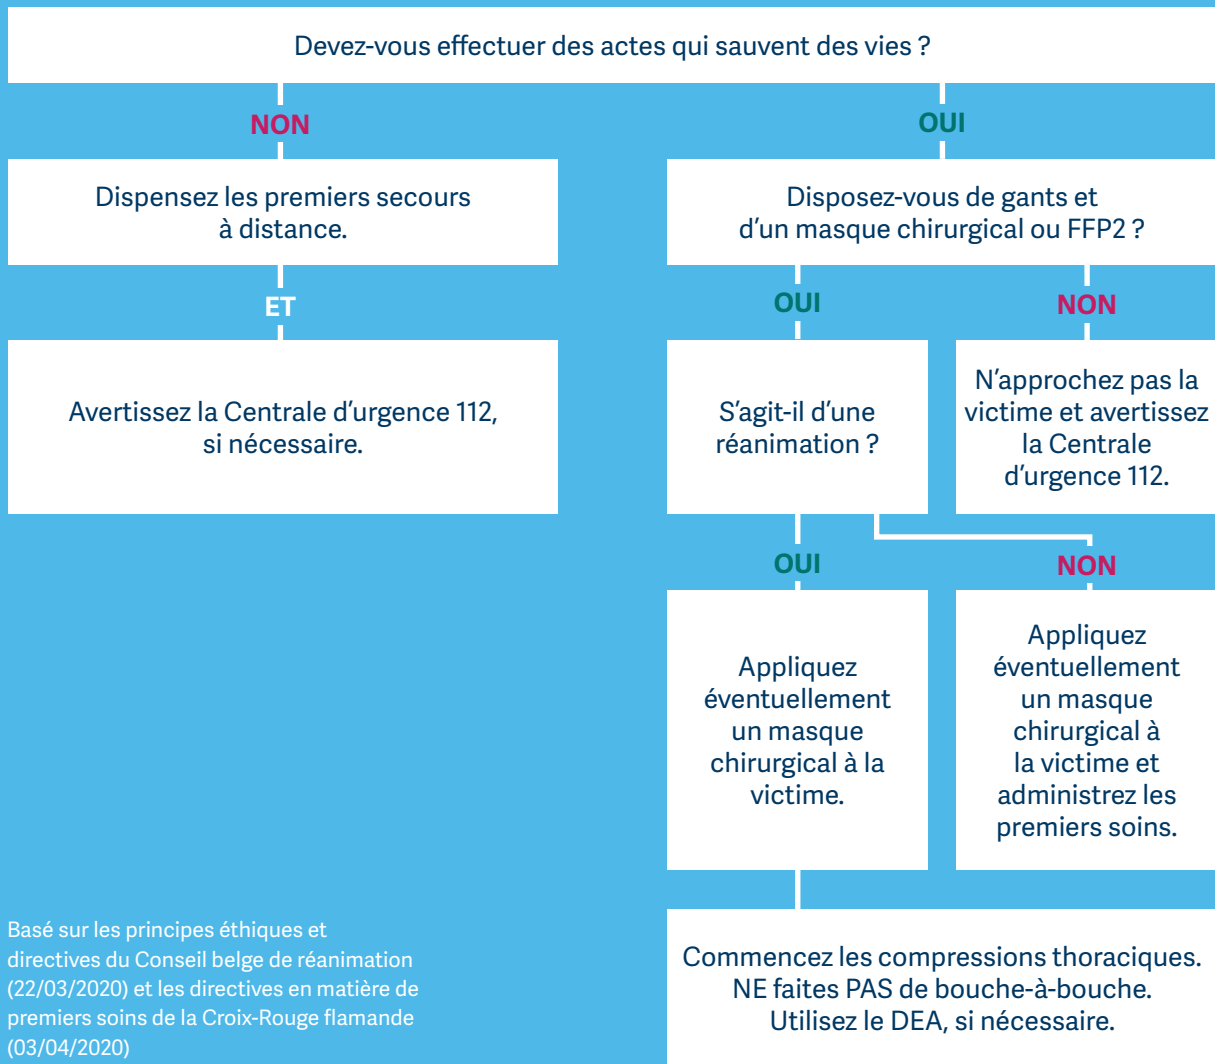 Devez-vous effectuer des actes qui sauvent des vies ?
NON
OUI
Dispensez les premiers secours
à distance.
Disposez-vous de gants et
d'un masque chirurgical ou FFP2 ?
ET
OUI
NON
Avertissez la Centrale d'urgence 112,
si nécessaire.
S'agit-il d'une
réanimation ?
N'approchez pas la
victime et avertissez
la Centrale
d'urgence 112.
OUI
NON
Appliquez
éventuellement
un masque
chirurgical à la
victime.
Appliquez
éventuellement
un masque
chirurgical à
la victime et
administrez les
premiers soins.
Commencez les compressions thoraciques.
NE faites PAS de bouche-à-bouche.
Utilisez le DEA, si nécessaire.
Basé sur les principes éthiques et
directives du Conseil belge de réanimation
(22/03/2020) et les directives en matière de
premiers soins de la Croix-Rouge flamande
(03/04/2020)